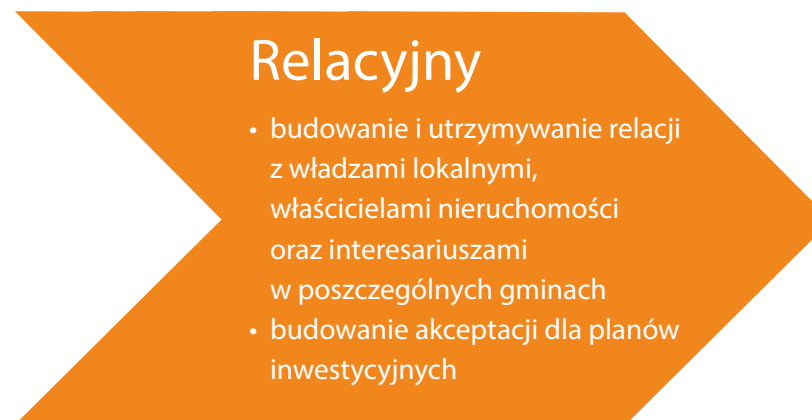 Relacyjny
• budowanie i utrzymywanie relacji
z władzami lokalnymi,
właścicielami nieruchomości
oraz interesariuszami
w poszczególnych gminach
• budowanie akceptacji dla planów
inwestycyjnych